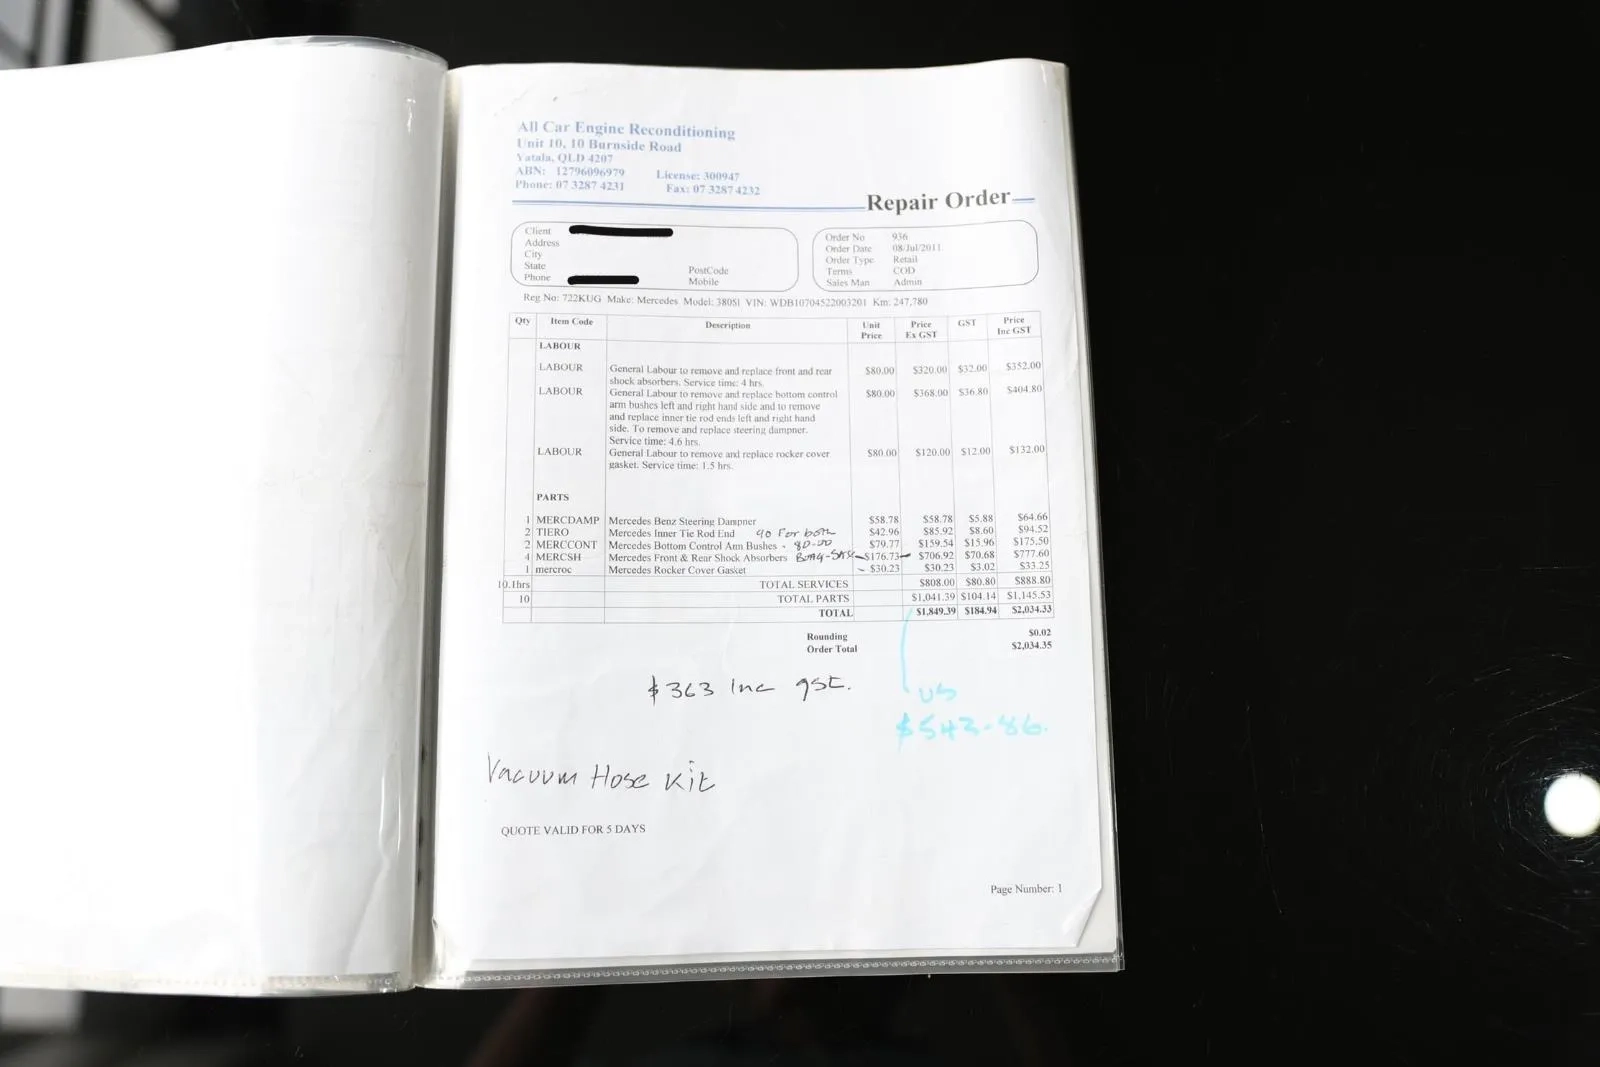 All Car Engine Reconditioning
Unit 10, 10 Burnside Road
Yatala, QLD 4207
ABN: 12796096979 License: 300947
Phone: 07 3287 4231 Fax: 07 3287 4232
Repair Order
Client
Address
City
State PostCode
Phone Mobile
Order No 936
Order Date 08/Jul/2011
Order Type Retail
Terms COD
Sales Man Admin
Reg No: 722KUG Make: Mercedes Model: 380Sl VIN: WDB10704522003201 Km: 247,780
Qty Item Code Description Unit Price Price Ex GST GST Price Inc GST
LABOUR
LABOUR General Labour to remove and replace front and rear $80.00 $320.00 $32.00 $352.00
shock absorbers. Service time: 4 hrs.
LABOUR General Labour to remove and replace bottom control $80.00 $368.00 $36.80 $404.80
arm bushes left and right hand side and to remove
and replace inner tie rod ends left and right hand
side. To remove and replace steering dampner.
Service time: 4.6 hrs.
LABOUR General Labour to remove and replace rocker cover $80.00 $120.00 $12.00 $132.00
gasket. Service time: 1.5 hrs.
PARTS
1 MERCDAMP Mercedes Benz Steering Dampner $58.78 $58.78 $5.88 $64.66
2 TIERO Mercedes Inner Tie Rod End 90 For both $42.96 $85.92 $8.60 $94.52
2 MERCCONT Mercedes Bottom Control Arm Bushes - 80-00 $79.77 $159.54 $15.96 $175.50
4 MERCSH Mercedes Front & Rear Shock Absorbers $176.73 $706.92 $70.68 $777.60
1 mercroc Mercedes Rocker Cover Gasket $30.23 $30.23 $3.02 $33.25
10.1hrs TOTAL SERVICES $808.00 $80.80 $888.80
10 TOTAL PARTS $1,041.39 $104.14 $1,145.53
TOTAL $1,849.39 $184.94 $2,034.33
Rounding $0.02
Order Total $2,034.35
$363 Inc gst.
US
$543-86.
Vacuum Hose Kit
QUOTE VALID FOR 5 DAYS
Page Number: 1